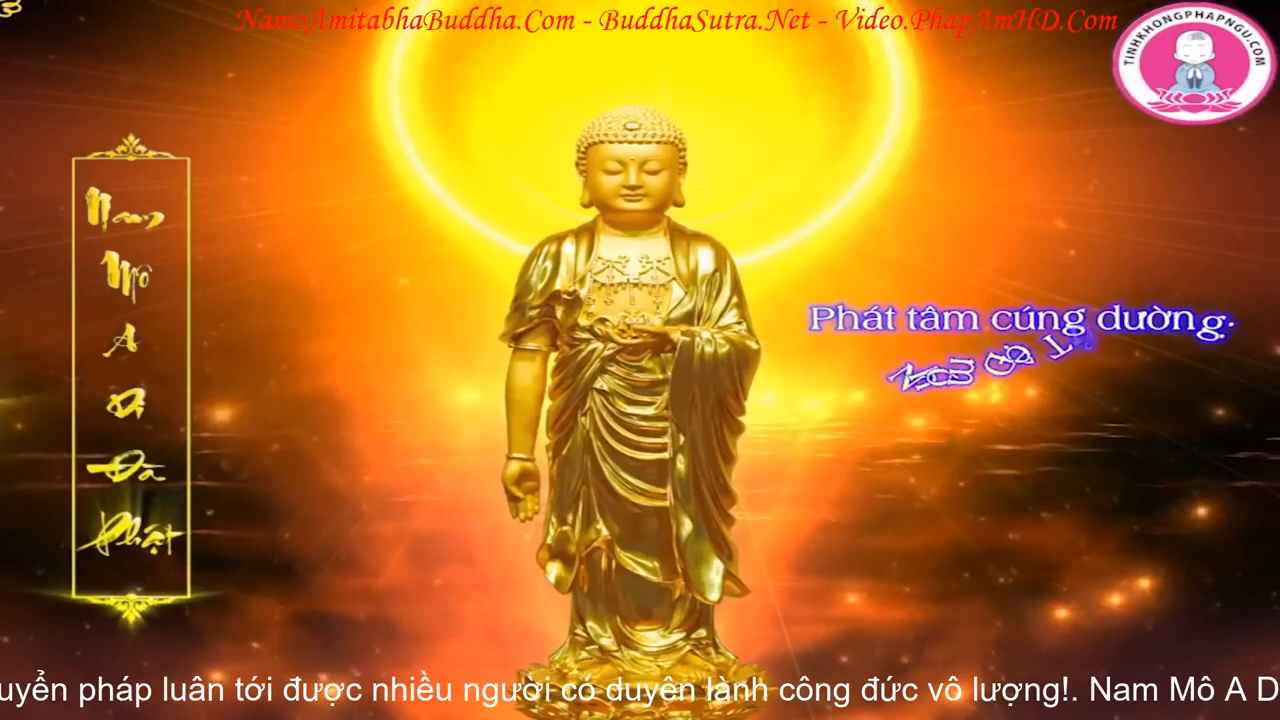 NamoAmitabhaBuddha.Com - BuddhaSutra.Net - Video.PhapAmHD.Com
TINHKHONGPHAPNGU.COM
Nam
Mô
A
Di
Đà
Phật
Phát tâm cúng dường.
uyển pháp luân tới được nhiều người có duyên lành công đức vô lượng!. Nam Mô A D